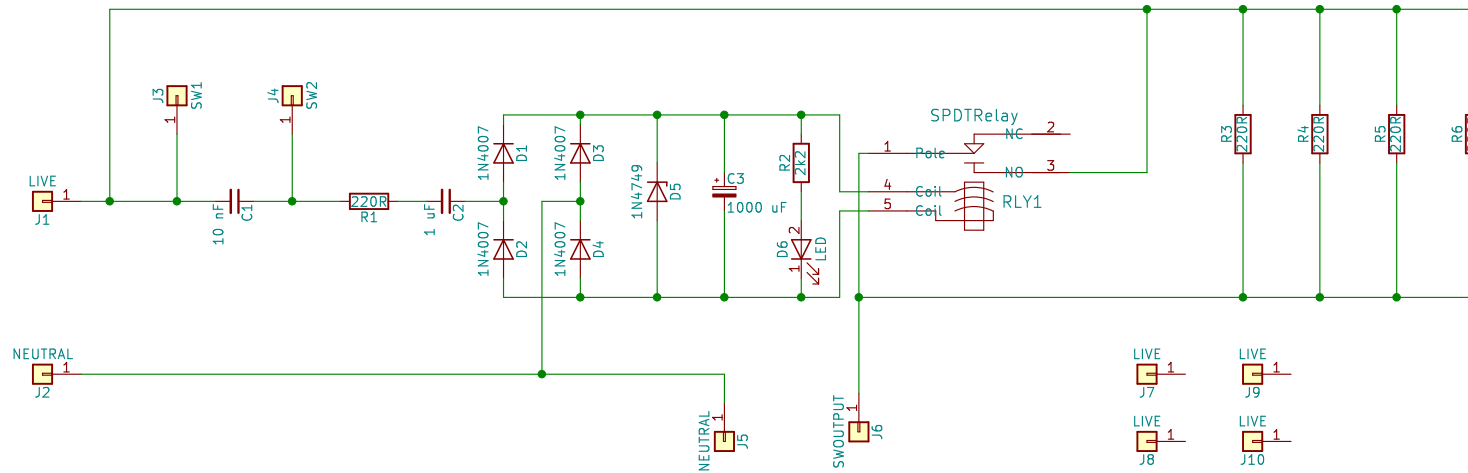 LIVE
1
J1
J3
SW1
1
J4
SW2
1
10 nF
C1
220R
R1
1 uF
C2
1N4007
D1
1N4007
D3
1N4007
D2
1N4007
D4
1N4749
D5
+
C3
1000 uF
R2
2k2
D6
2
1
LED
SPDTRelay
1
Pole
NC
2
NO
3
4
Coil
5
Coil
RLY1
R3
220R
R4
220R
R5
220R
R6
NEUTRAL
1
J2
NEUTRAL
1
J5
SWOUTPUT
1
J6
LIVE
1
J7
LIVE
1
J9
LIVE
1
J8
LIVE
1
J10